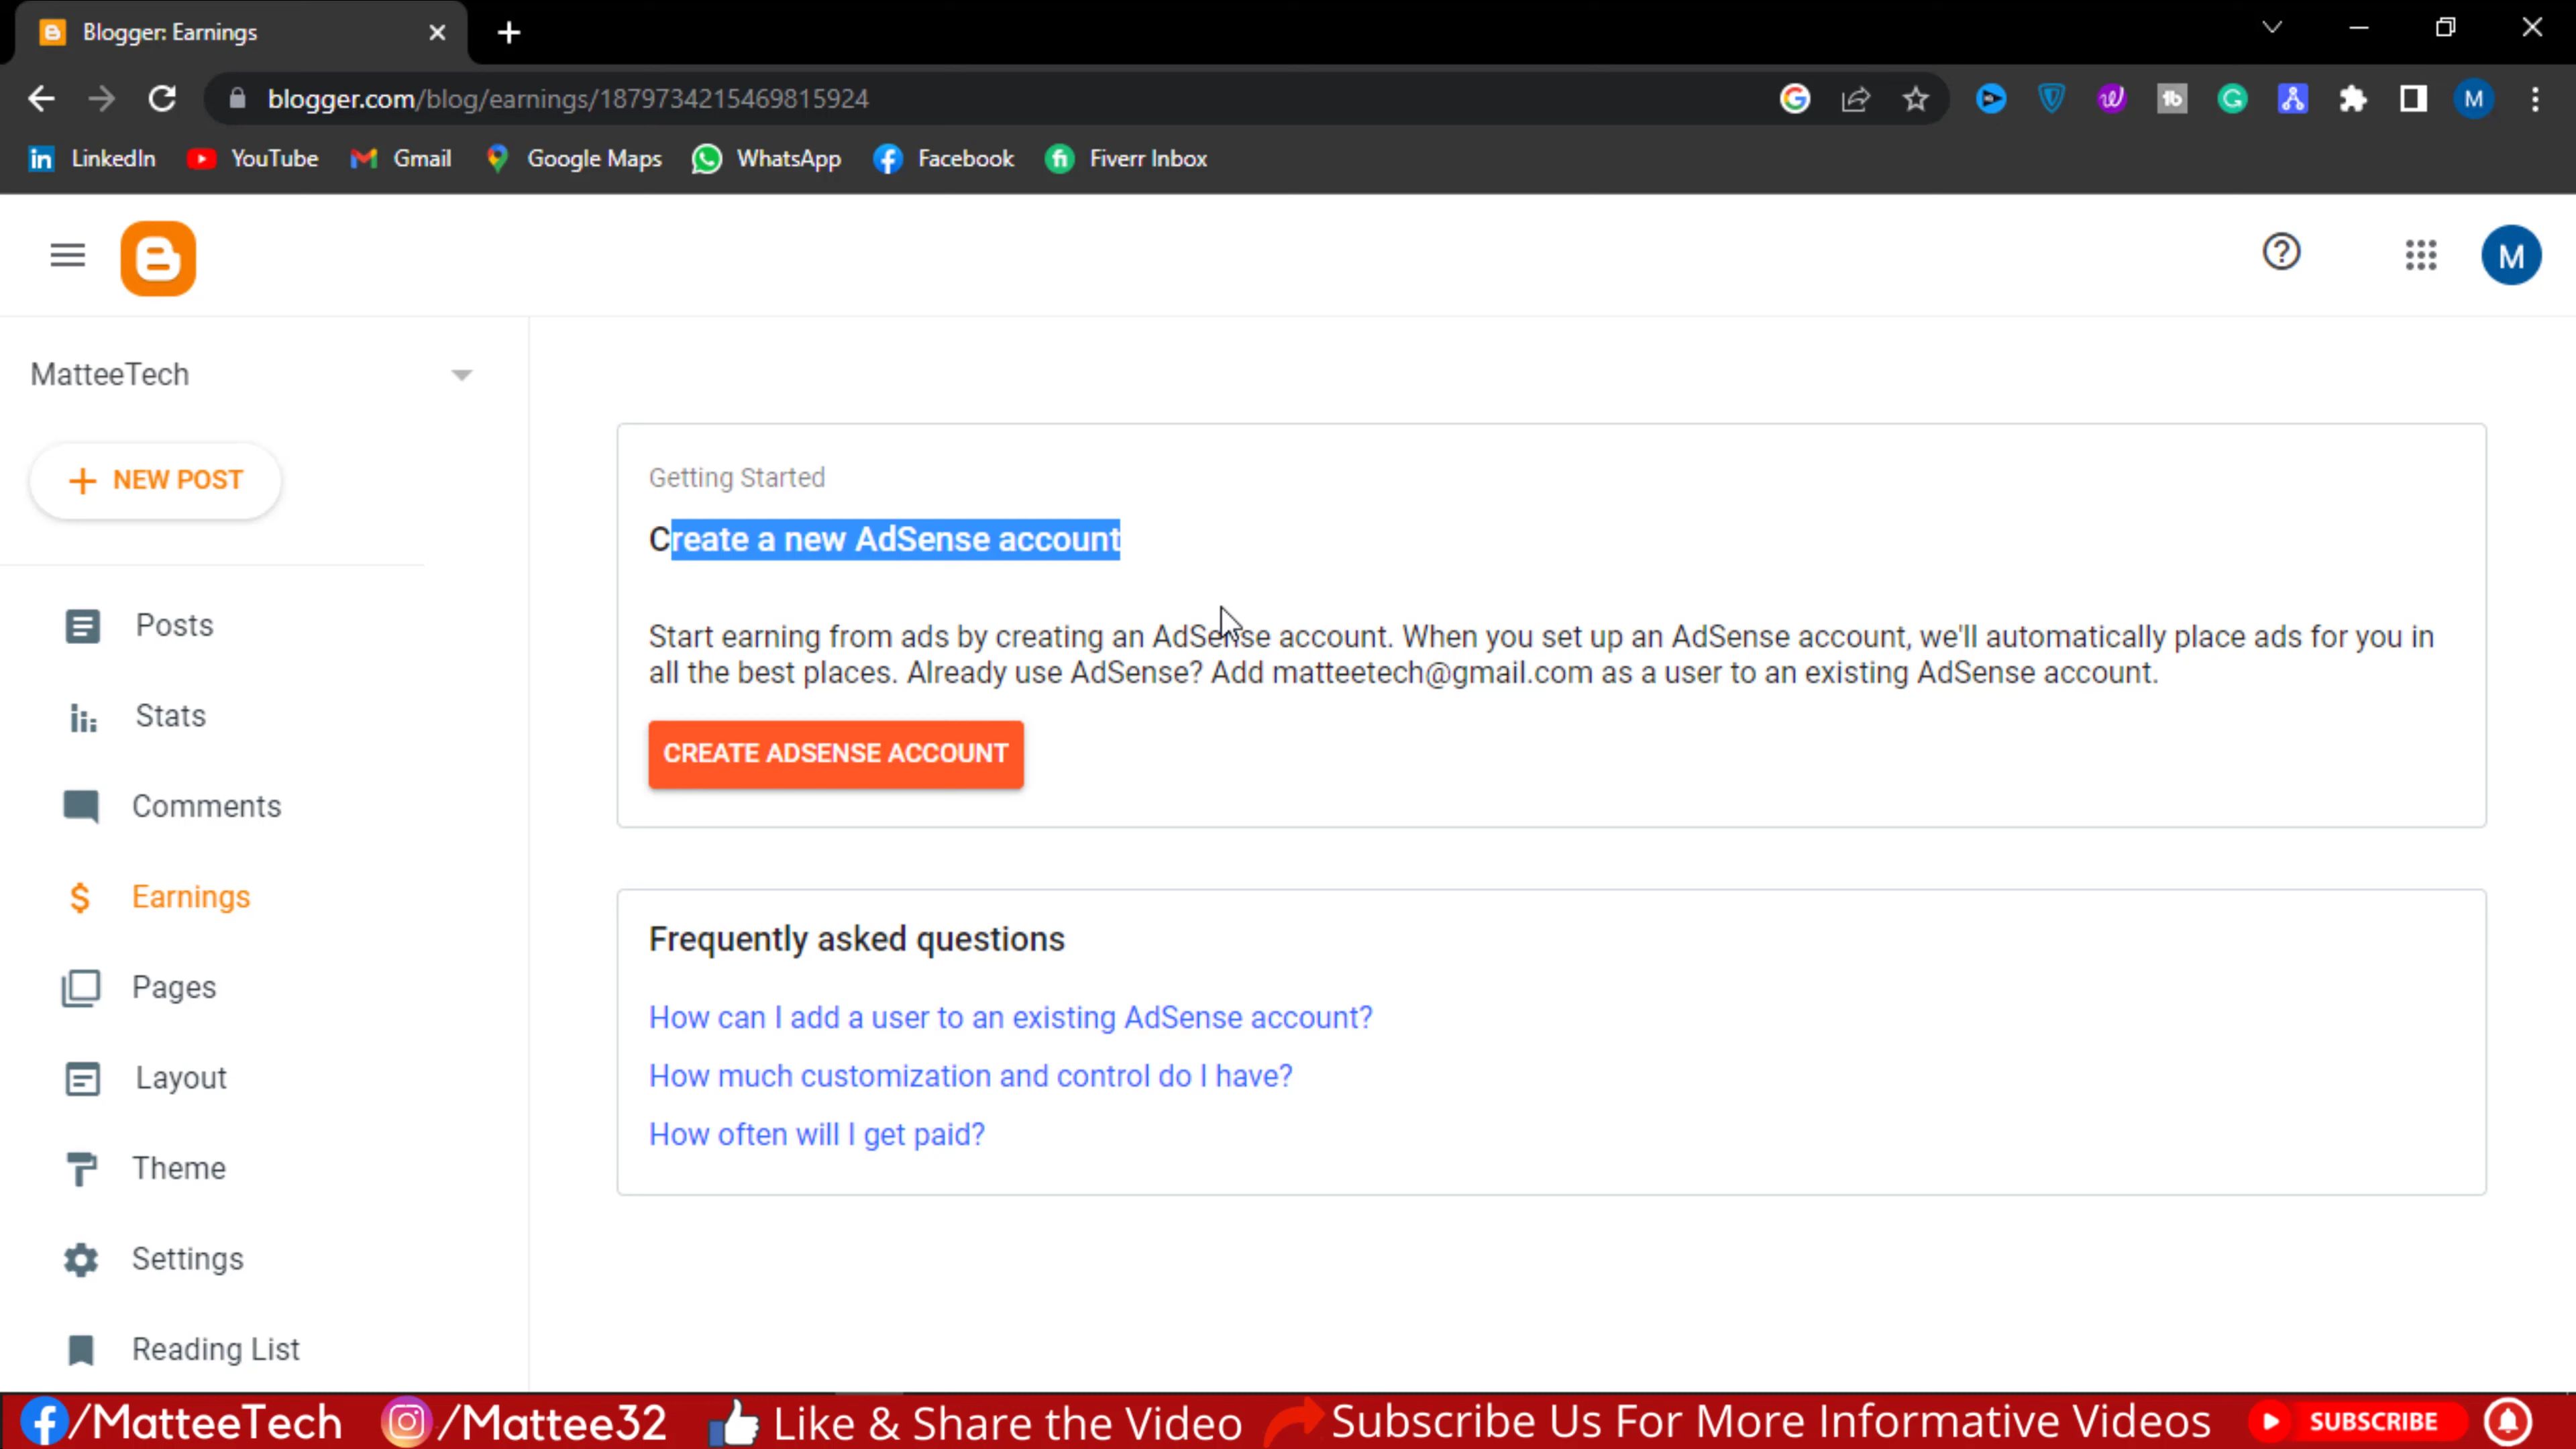 Blogger: Earnings
blogger.com/blog/earnings/1879734215469815924
M
LinkedIn YouTube Gmail Google Maps WhatsApp Facebook Fiverr Inbox
M
MatteeTech
NEW POST
Posts
Stats
Comments
Earnings
Pages
Layout
Theme
Settings
Reading List
Getting Started
Create a new AdSense account
Start earning from ads by creating an AdSense account. When you set up an AdSense account, we'll automatically place ads for you in
all the best places. Already use AdSense? Add matteetech@gmail.com as a user to an existing AdSense account.
CREATE ADSENSE ACCOUNT
Frequently asked questions
How can I add a user to an existing AdSense account?
How much customization and control do I have?
How often will I get paid?
/MatteeTech /Mattee32 Like & Share the Video Subscribe Us For More Informative Videos SUBSCRIBE